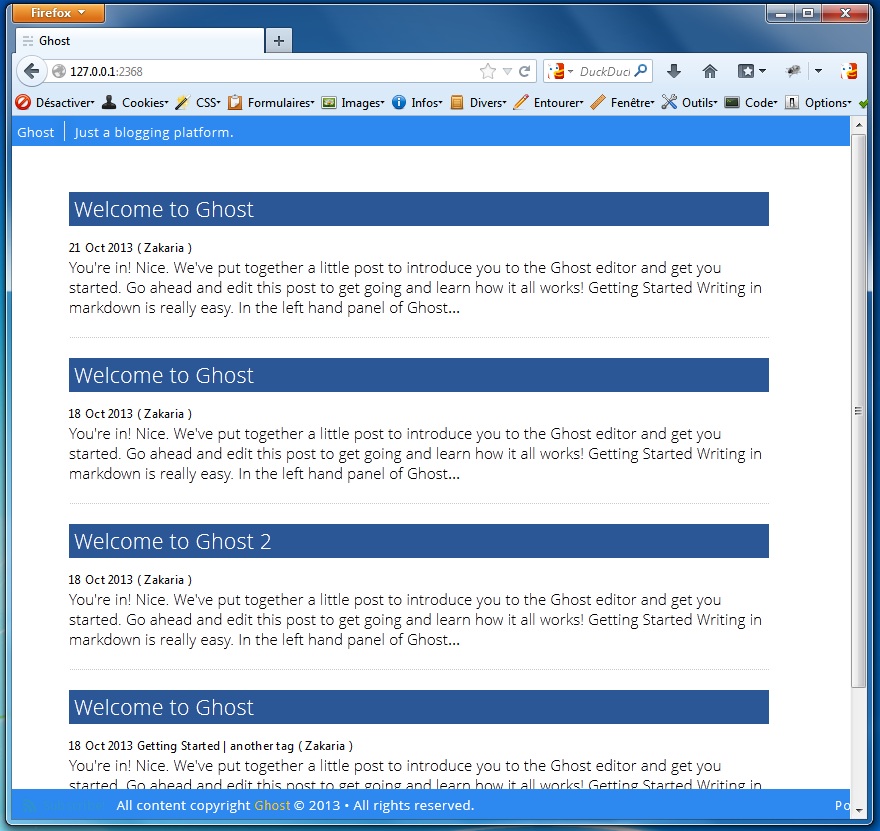 Firefox
Ghost
127.0.0.1:2368
DuckDuc
Désactiver Cookies CSS Formulaires Images Infos Divers Entourer Fenêtre Outils Code Options
Ghost Just a blogging platform.
Welcome to Ghost
21 Oct 2013 ( Zakaria )
You're in! Nice. We've put together a little post to introduce you to the Ghost editor and get you
started. Go ahead and edit this post to get going and learn how it all works! Getting Started Writing in
markdown is really easy. In the left hand panel of Ghost...
Welcome to Ghost
18 Oct 2013 ( Zakaria )
You're in! Nice. We've put together a little post to introduce you to the Ghost editor and get you
started. Go ahead and edit this post to get going and learn how it all works! Getting Started Writing in
markdown is really easy. In the left hand panel of Ghost...
Welcome to Ghost 2
18 Oct 2013 ( Zakaria )
You're in! Nice. We've put together a little post to introduce you to the Ghost editor and get you
started. Go ahead and edit this post to get going and learn how it all works! Getting Started Writing in
markdown is really easy. In the left hand panel of Ghost...
Welcome to Ghost
18 Oct 2013 Getting Started | another tag ( Zakaria )
You're in! Nice. We've put together a little post to introduce you to the Ghost editor and get you
started. Go ahead and edit this post to get going and learn how it all works! Getting Started Writing in
All content copyright Ghost © 2013 • All rights reserved. Po